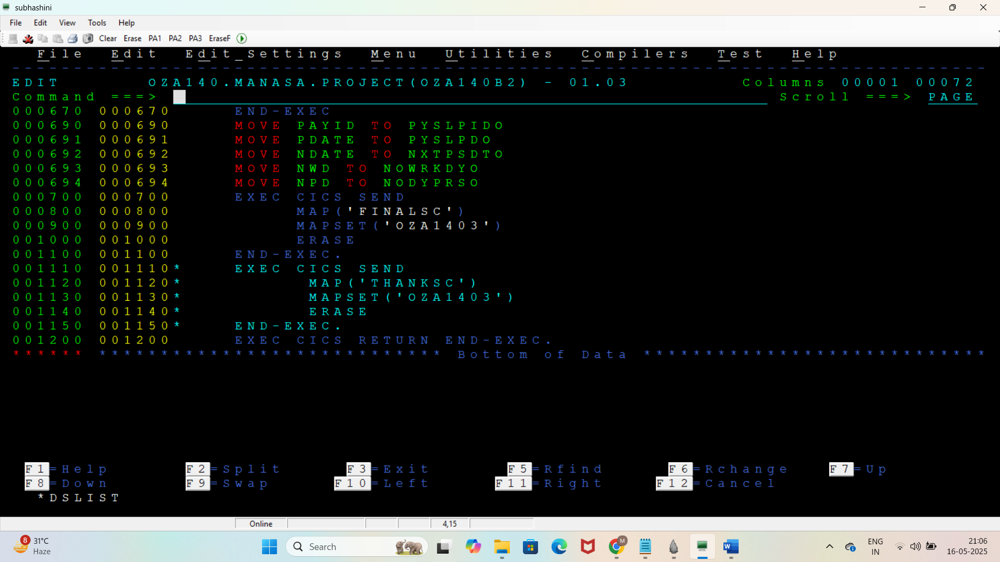 subhashini
File Edit View Tools Help
Clear Erase PA1 PA2 PA3 EraseF
File Edit Edit_Settings Menu Utilities Compilers Test Help
EDIT OZA140.MANASA.PROJECT(OZA140B2) - 01.03 Columns 00001 00072
Command ===> Scroll ===> PAGE
000670 000670 END-EXEC
000690 000690 MOVE PAYID TO PYSLPIDO
000691 000691 MOVE PDATE TO PYSLPDO
000692 000692 MOVE NDATE TO NXTPSDTO
000693 000693 MOVE NWD TO NOWRKDYO
000694 000694 MOVE NPD TO NODYPRSO
000700 000700 EXEC CICS SEND
000800 000800 MAP('FINALSC')
000900 000900 MAPSET('OZA1403')
001000 001000 ERASE
001100 001100 END-EXEC.
001110 001110* EXEC CICS SEND
001120 001120* MAP('THANKSC')
001130 001130* MAPSET('OZA1403')
001140 001140* ERASE
001150 001150* END-EXEC.
001200 001200 EXEC CICS RETURN END-EXEC.
****** **************************** Bottom of Data ****************************
F1=Help F2=Split F3=Exit F5=Rfind F6=Rchange F7=Up
F8=Down F9=Swap F10=Left F11=Right F12=Cancel
*DSLIST
Online 4,15
8 31°C
Haze
Search
M
W
ENG
IN
21:06
16-05-2025